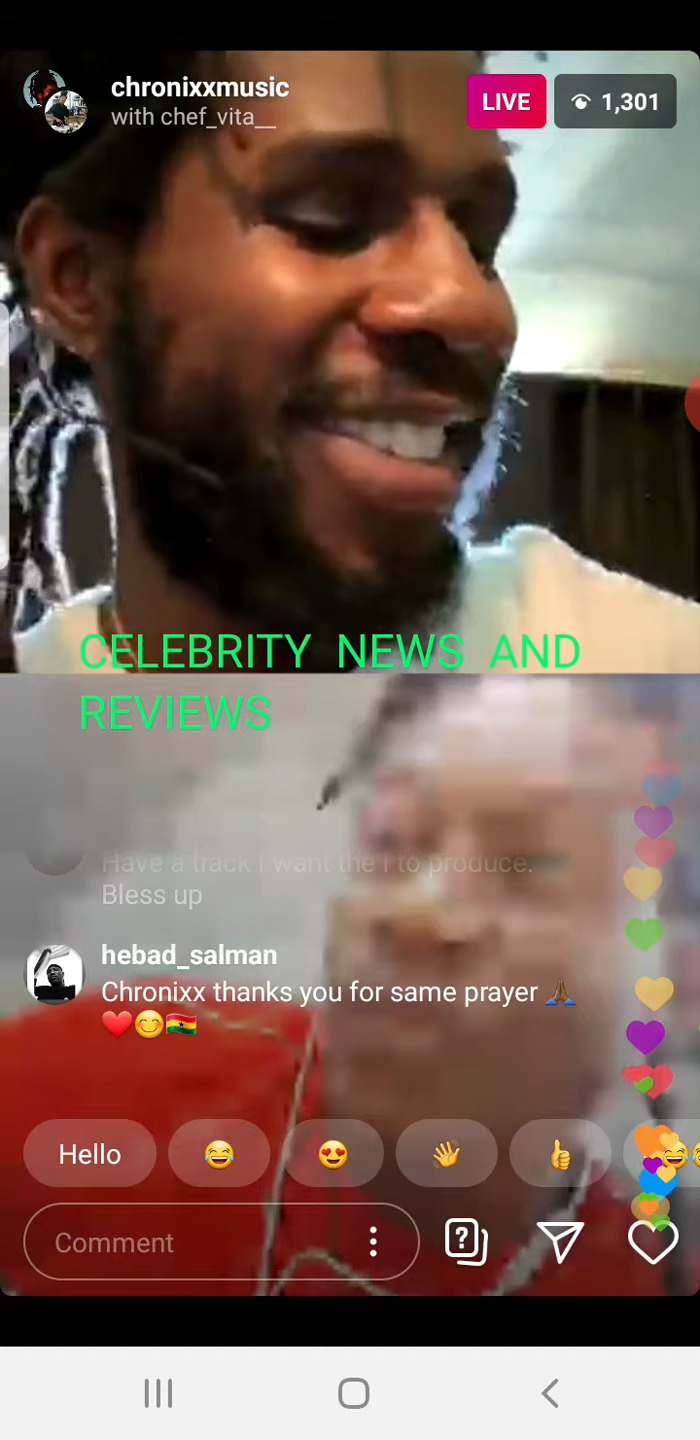 chronixxmusic
with chef_vita__
LIVE
1,301
CELEBRITY NEWS AND
REVIEWS
Have a track I want the I to produce.
Bless up
hebad_salman
Chronixx thanks you for same prayer 🙏🏾
❤️😊🇬🇭
Hello 😂 😍 👋🏽 👍🏼
Comment